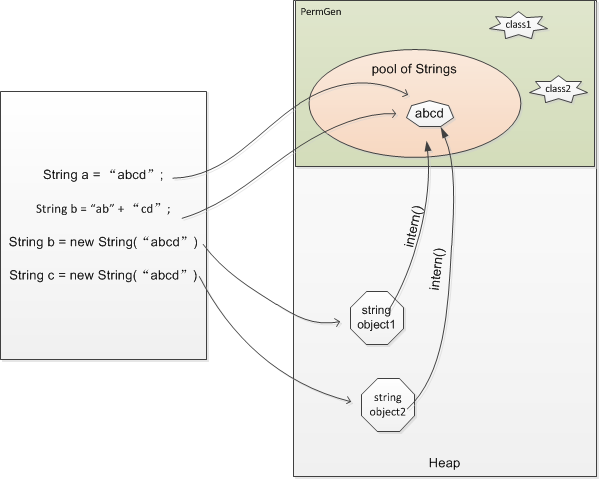 PermGen
class1
pool of Strings
class2
abcd
String a = “abcd” ;
String b = “ab” + “cd” ;
String b = new String( “abcd” )
String c = new String( “abcd” )
intern()
intern()
string
object1
string
object2
Heap